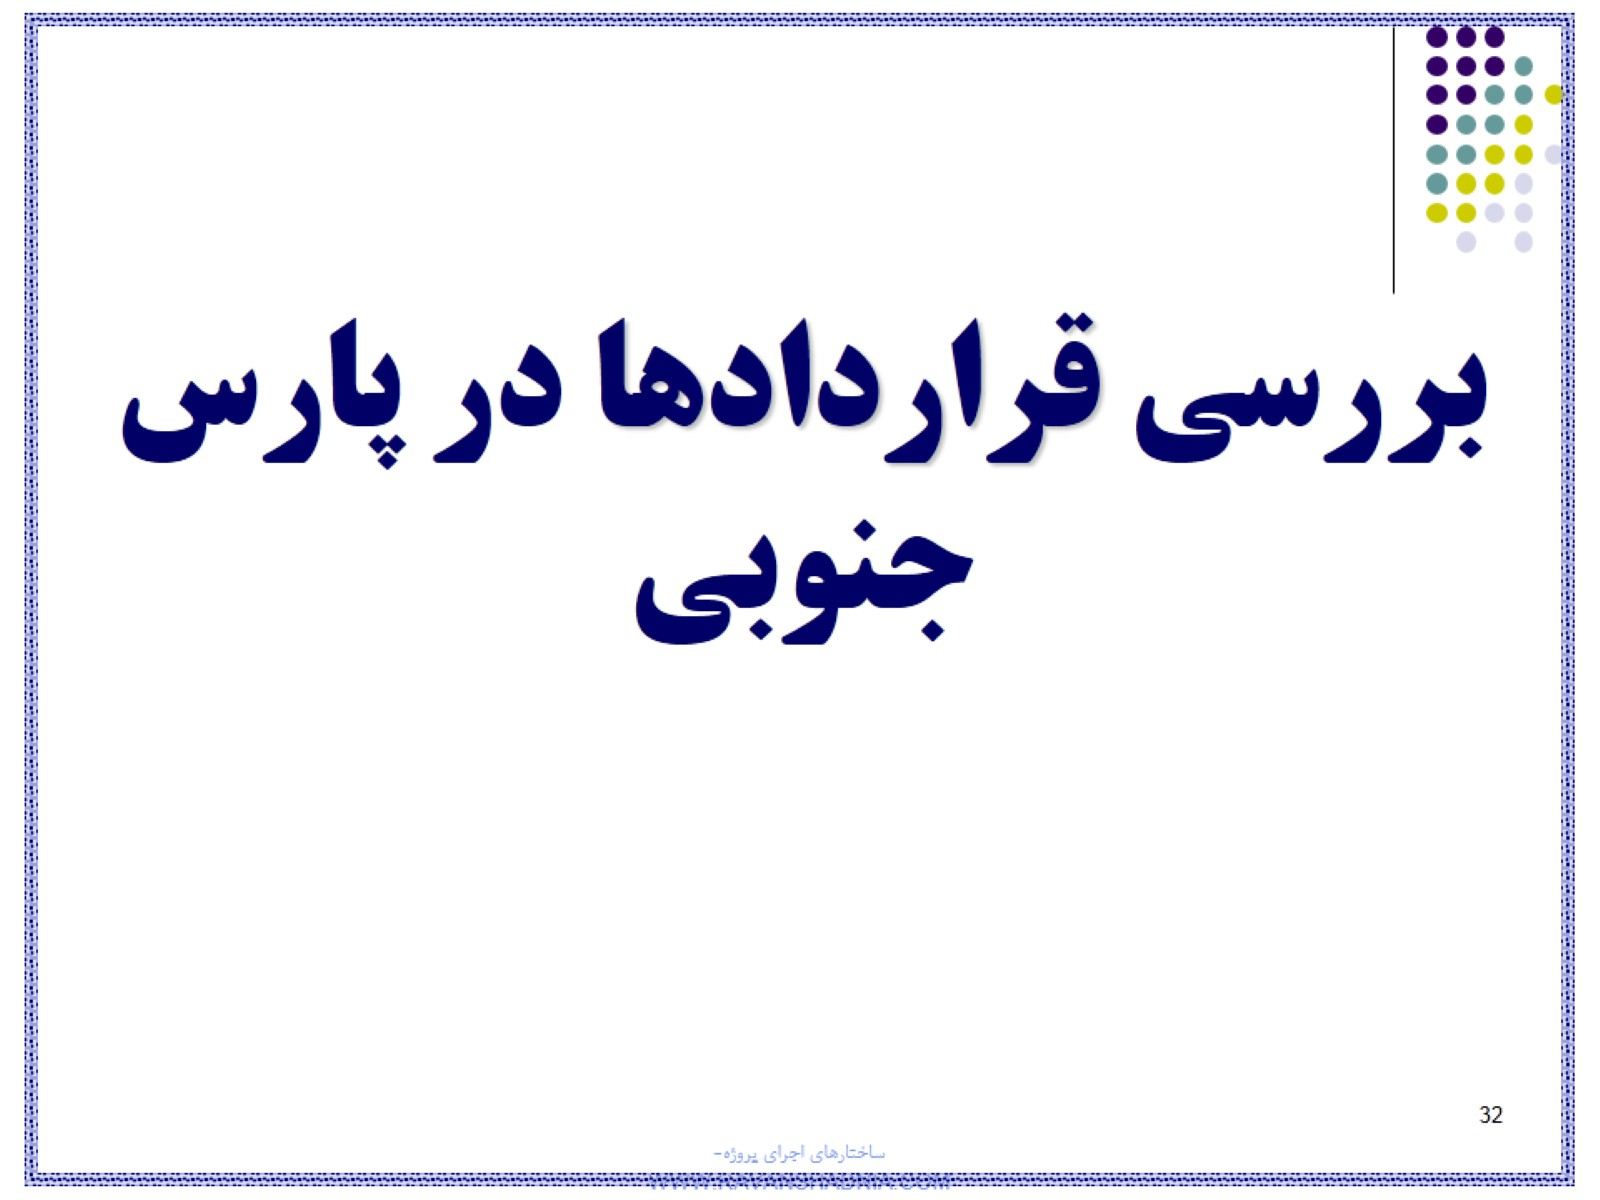 بررسی قراردادها در پارس
جنوبی
32
ساختارهای اجرای پروژه-